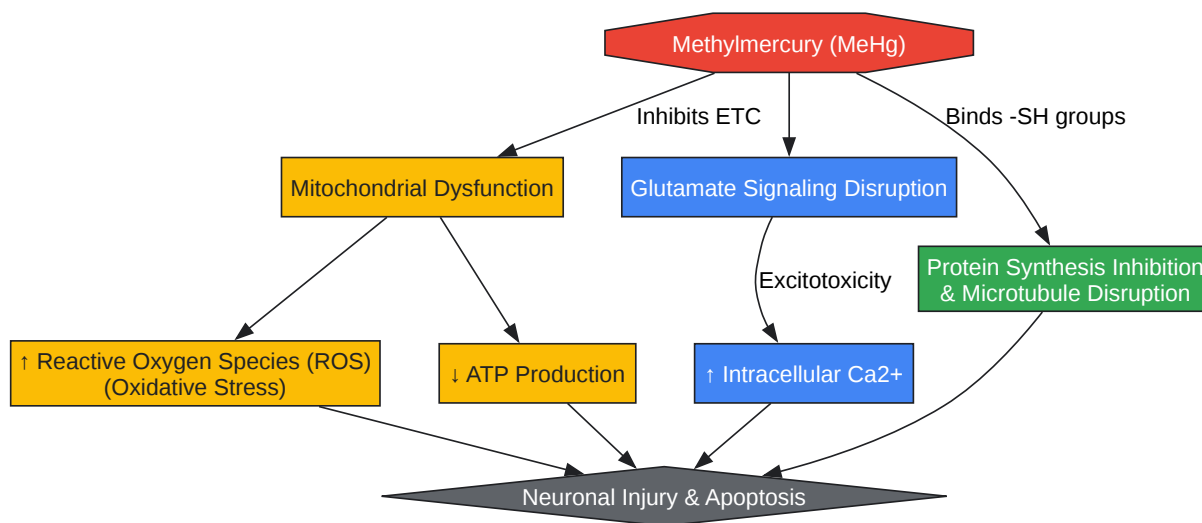 Methylmercury (MeHg)
Inhibits ETC
Binds -SH groups
Mitochondrial Dysfunction
Glutamate Signaling Disruption
Excitotoxicity
Protein Synthesis Inhibition
& Microtubule Disruption
↑ Reactive Oxygen Species (ROS)
(Oxidative Stress)
↓ ATP Production
↑ Intracellular Ca2+
Neuronal Injury & Apoptosis